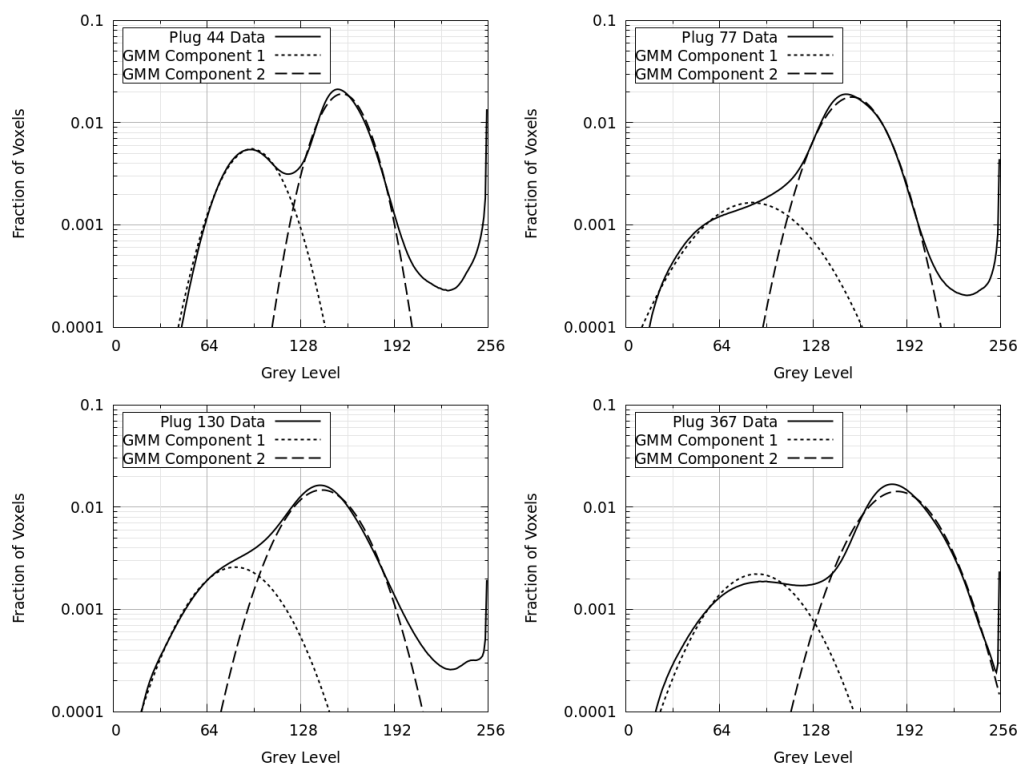 0.1
Plug 44 Data
GMM Component 1
GMM Component 2
0.01
0.001
0.0001
Fraction of Voxels
0 64 128 192 256
Grey Level
0.1
Plug 77 Data
GMM Component 1
GMM Component 2
0.01
0.001
0.0001
Fraction of Voxels
0 64 128 192 256
Grey Level
0.1
Plug 130 Data
GMM Component 1
GMM Component 2
0.01
0.001
0.0001
Fraction of Voxels
0 64 128 192 256
Grey Level
0.1
Plug 367 Data
GMM Component 1
GMM Component 2
0.01
0.001
0.0001
Fraction of Voxels
0 64 128 192 256
Grey Level